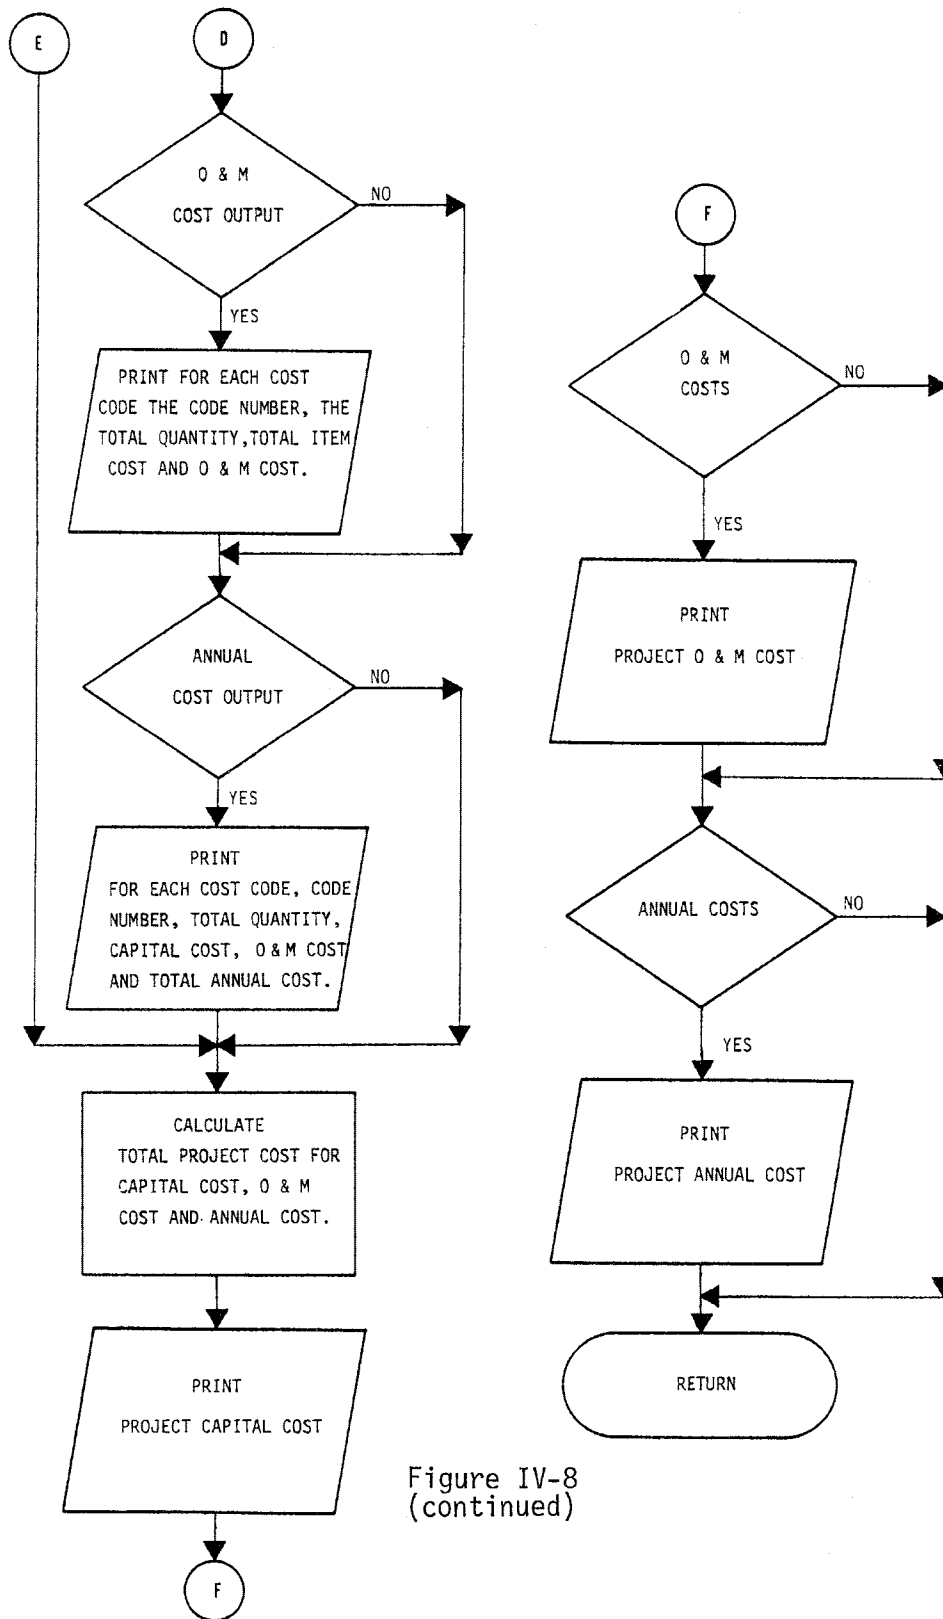 E
D
O & M
COST OUTPUT
NO
YES
PRINT FOR EACH COST
CODE THE CODE NUMBER, THE
TOTAL QUANTITY,TOTAL ITEM
COST AND O & M COST.
ANNUAL
COST OUTPUT
NO
YES
PRINT
FOR EACH COST CODE, CODE
NUMBER, TOTAL QUANTITY,
CAPITAL COST, O & M COST
AND TOTAL ANNUAL COST.
CALCULATE
TOTAL PROJECT COST FOR
CAPITAL COST, O & M
COST AND ANNUAL COST.
PRINT
PROJECT CAPITAL COST
F
F
O & M
COSTS
NO
YES
PRINT
PROJECT O & M COST
ANNUAL COSTS
NO
YES
PRINT
PROJECT ANNUAL COST
RETURN
Figure IV-8
(continued)